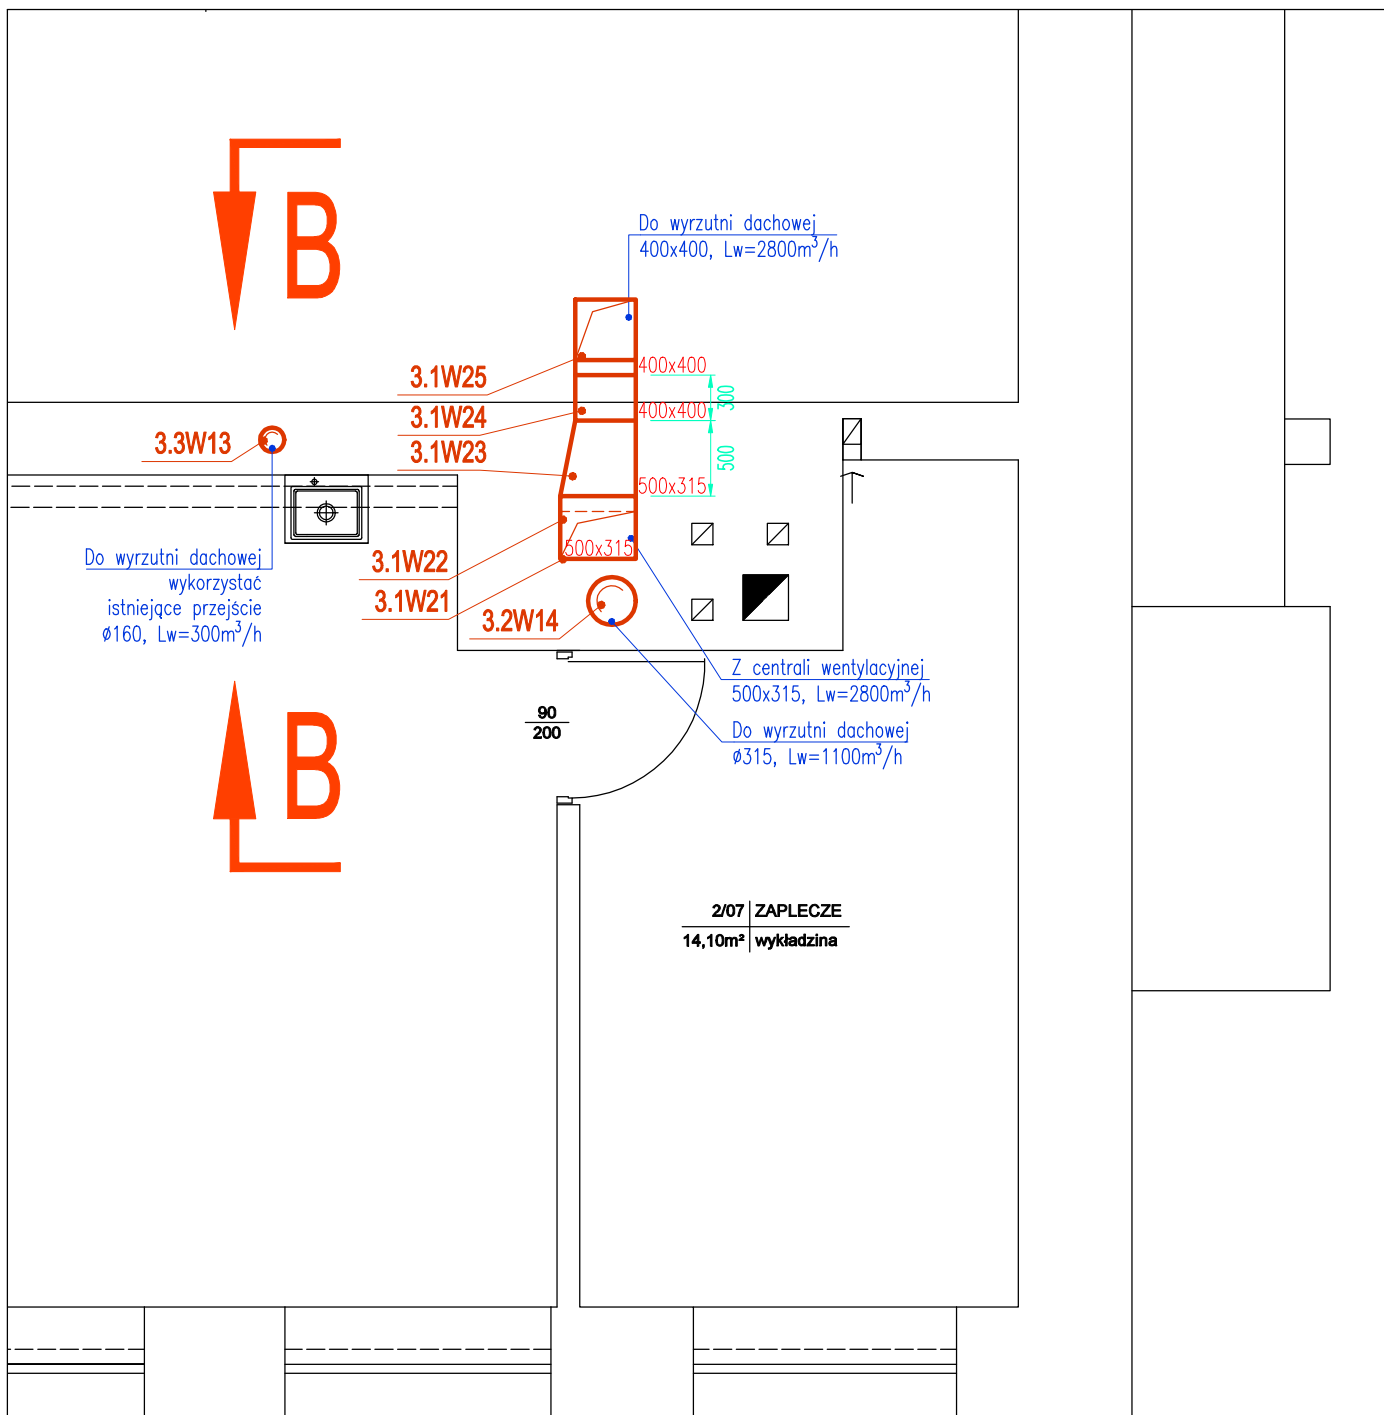 B
Do wyrzutni dachowej
400x400, Lw=2800m³/h
3.1W25
400x400
300
3.1W24
400x400
3.3W13
3.1W23
500
500x315
Do wyrzutni dachowej
wykorzystać
istniejące przejście
ø160, Lw=300m³/h
3.1W22
500x315
3.1W21
3.2W14
Z centrali wentylacyjnej
500x315, Lw=2800m³/h
90
200
Do wyrzutni dachowej
ø315, Lw=1100m³/h
B
2/07 ZAPLECZE
14,10m² wykładzina